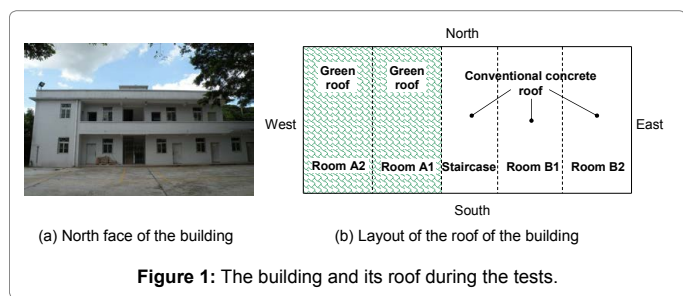 North
Green
roof
Green
roof
Conventional concrete
roof
West
East
Room A2
Room A1
Staircase
Room B1
Room B2
South
(a) North face of the building
(b) Layout of the roof of the building
Figure 1: The building and its roof during the tests.